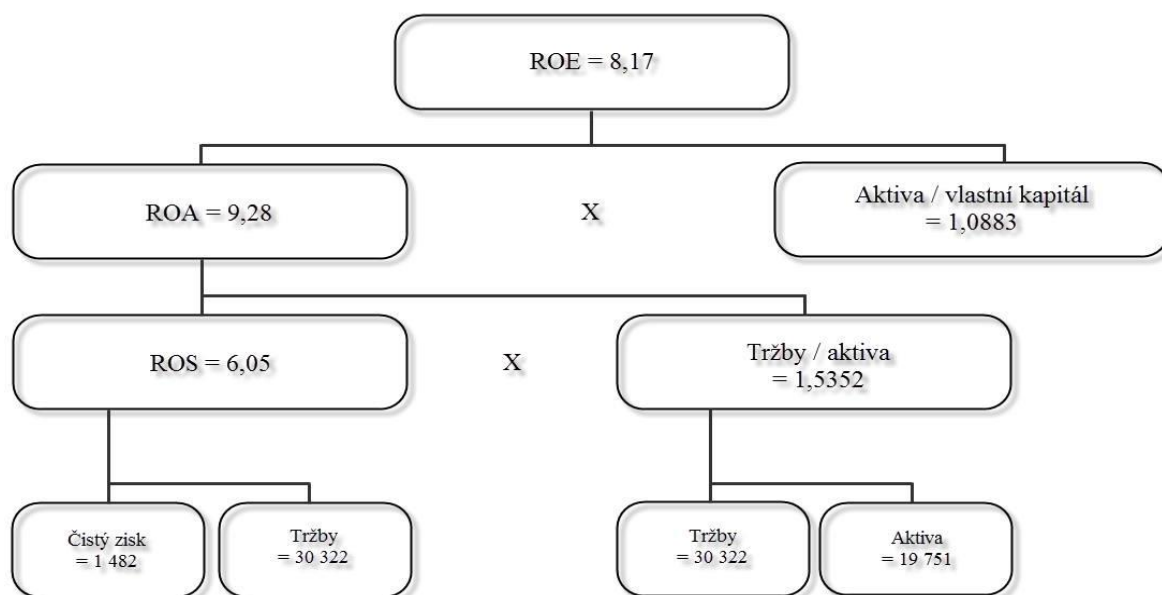 ROE = 8,17
ROA = 9,28
X
Aktiva / vlastní kapitál
= 1,0883
ROS = 6,05
X
Tržby / aktiva
= 1,5352
Čistý zisk
= 1 482
Tržby
= 30 322
Tržby
= 30 322
Aktiva
= 19 751